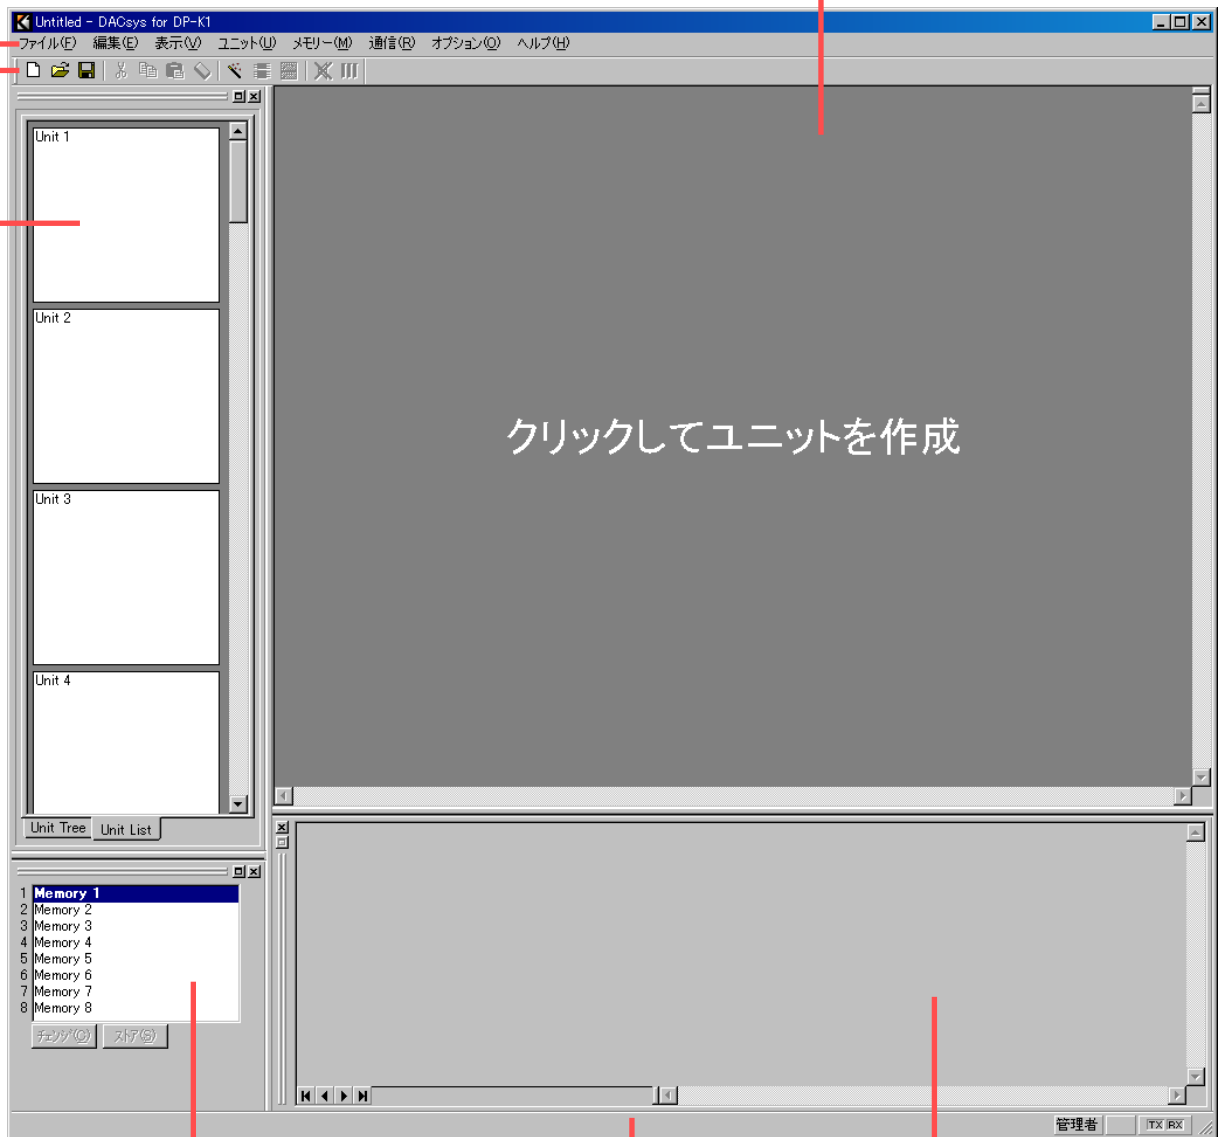 Untitled - DACsys for DP-K1
ファイル(F) 編集(E) 表示(V) ユニット(U) メモリー(M) 通信(R) オプション(O) ヘルプ(H)
Unit 1
Unit 2
Unit 3
Unit 4
クリックしてユニットを作成
Unit Tree Unit List
1 Memory 1
2 Memory 2
3 Memory 3
4 Memory 4
5 Memory 5
6 Memory 6
7 Memory 7
8 Memory 8
チェンジ(C) ストア(S)
管理者 TX RX